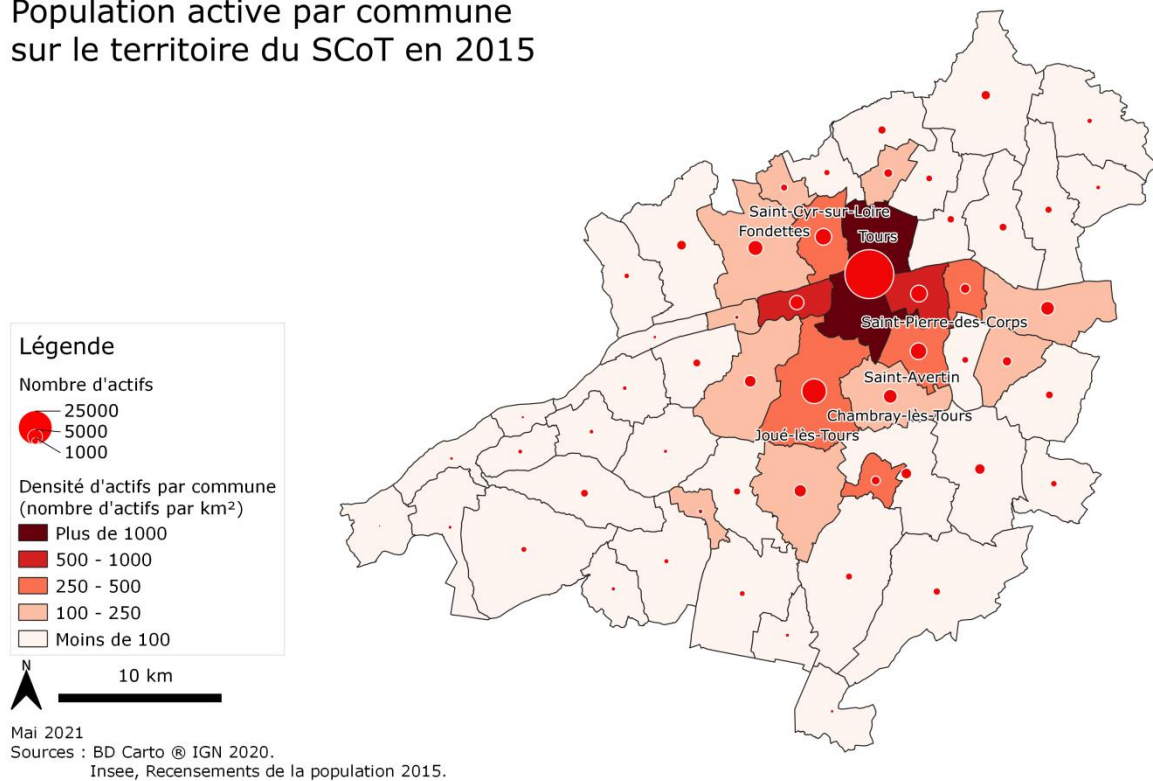 Population active par commune
sur le territoire du SCoT en 2015
Saint-Cyr-sur-Loire
Fondettes
Tours
Saint-Pierre-des-Corps
Saint-Avertin
Chambray-lès-Tours
Joué-lès-Tours
Légende
Nombre d'actifs
25000
5000
1000
Densité d'actifs par commune
(nombre d'actifs par km²)
Plus de 1000
500 - 1000
250 - 500
100 - 250
Moins de 100
N
10 km
Mai 2021
Sources : BD Carto ® IGN 2020.
Insee, Recensements de la population 2015.